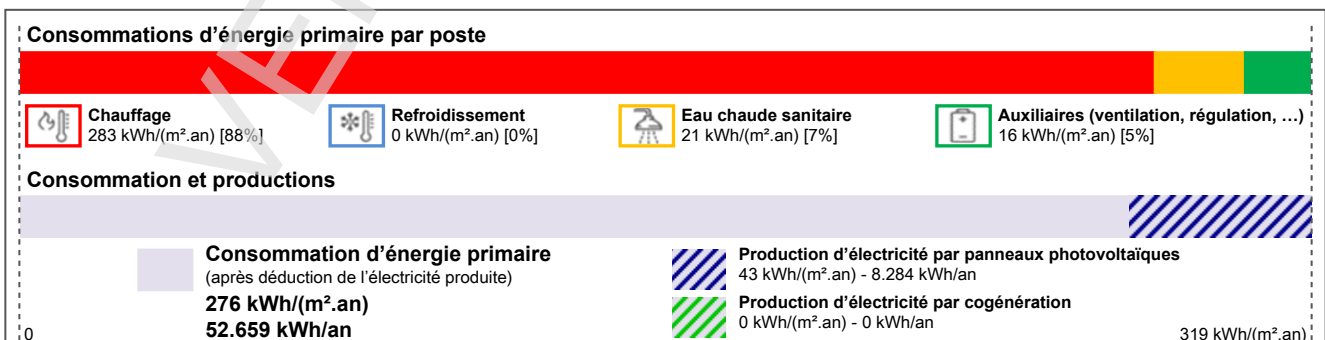 Consommations d'énergie primaire par poste
Chauffage
283 kWh/(m².an) [88%]
Refroidissement
0 kWh/(m².an) [0%]
Eau chaude sanitaire
21 kWh/(m².an) [7%]
Auxiliaires (ventilation, régulation, …)
16 kWh/(m².an) [5%]
Consommation et productions
Consommation d'énergie primaire
(après déduction de l'électricité produite)
276 kWh/(m².an)
52.659 kWh/an
Production d'électricité par panneaux photovoltaïques
43 kWh/(m².an) - 8.284 kWh/an
Production d'électricité par cogénération
0 kWh/(m².an) - 0 kWh/an
0
319 kWh/(m².an)